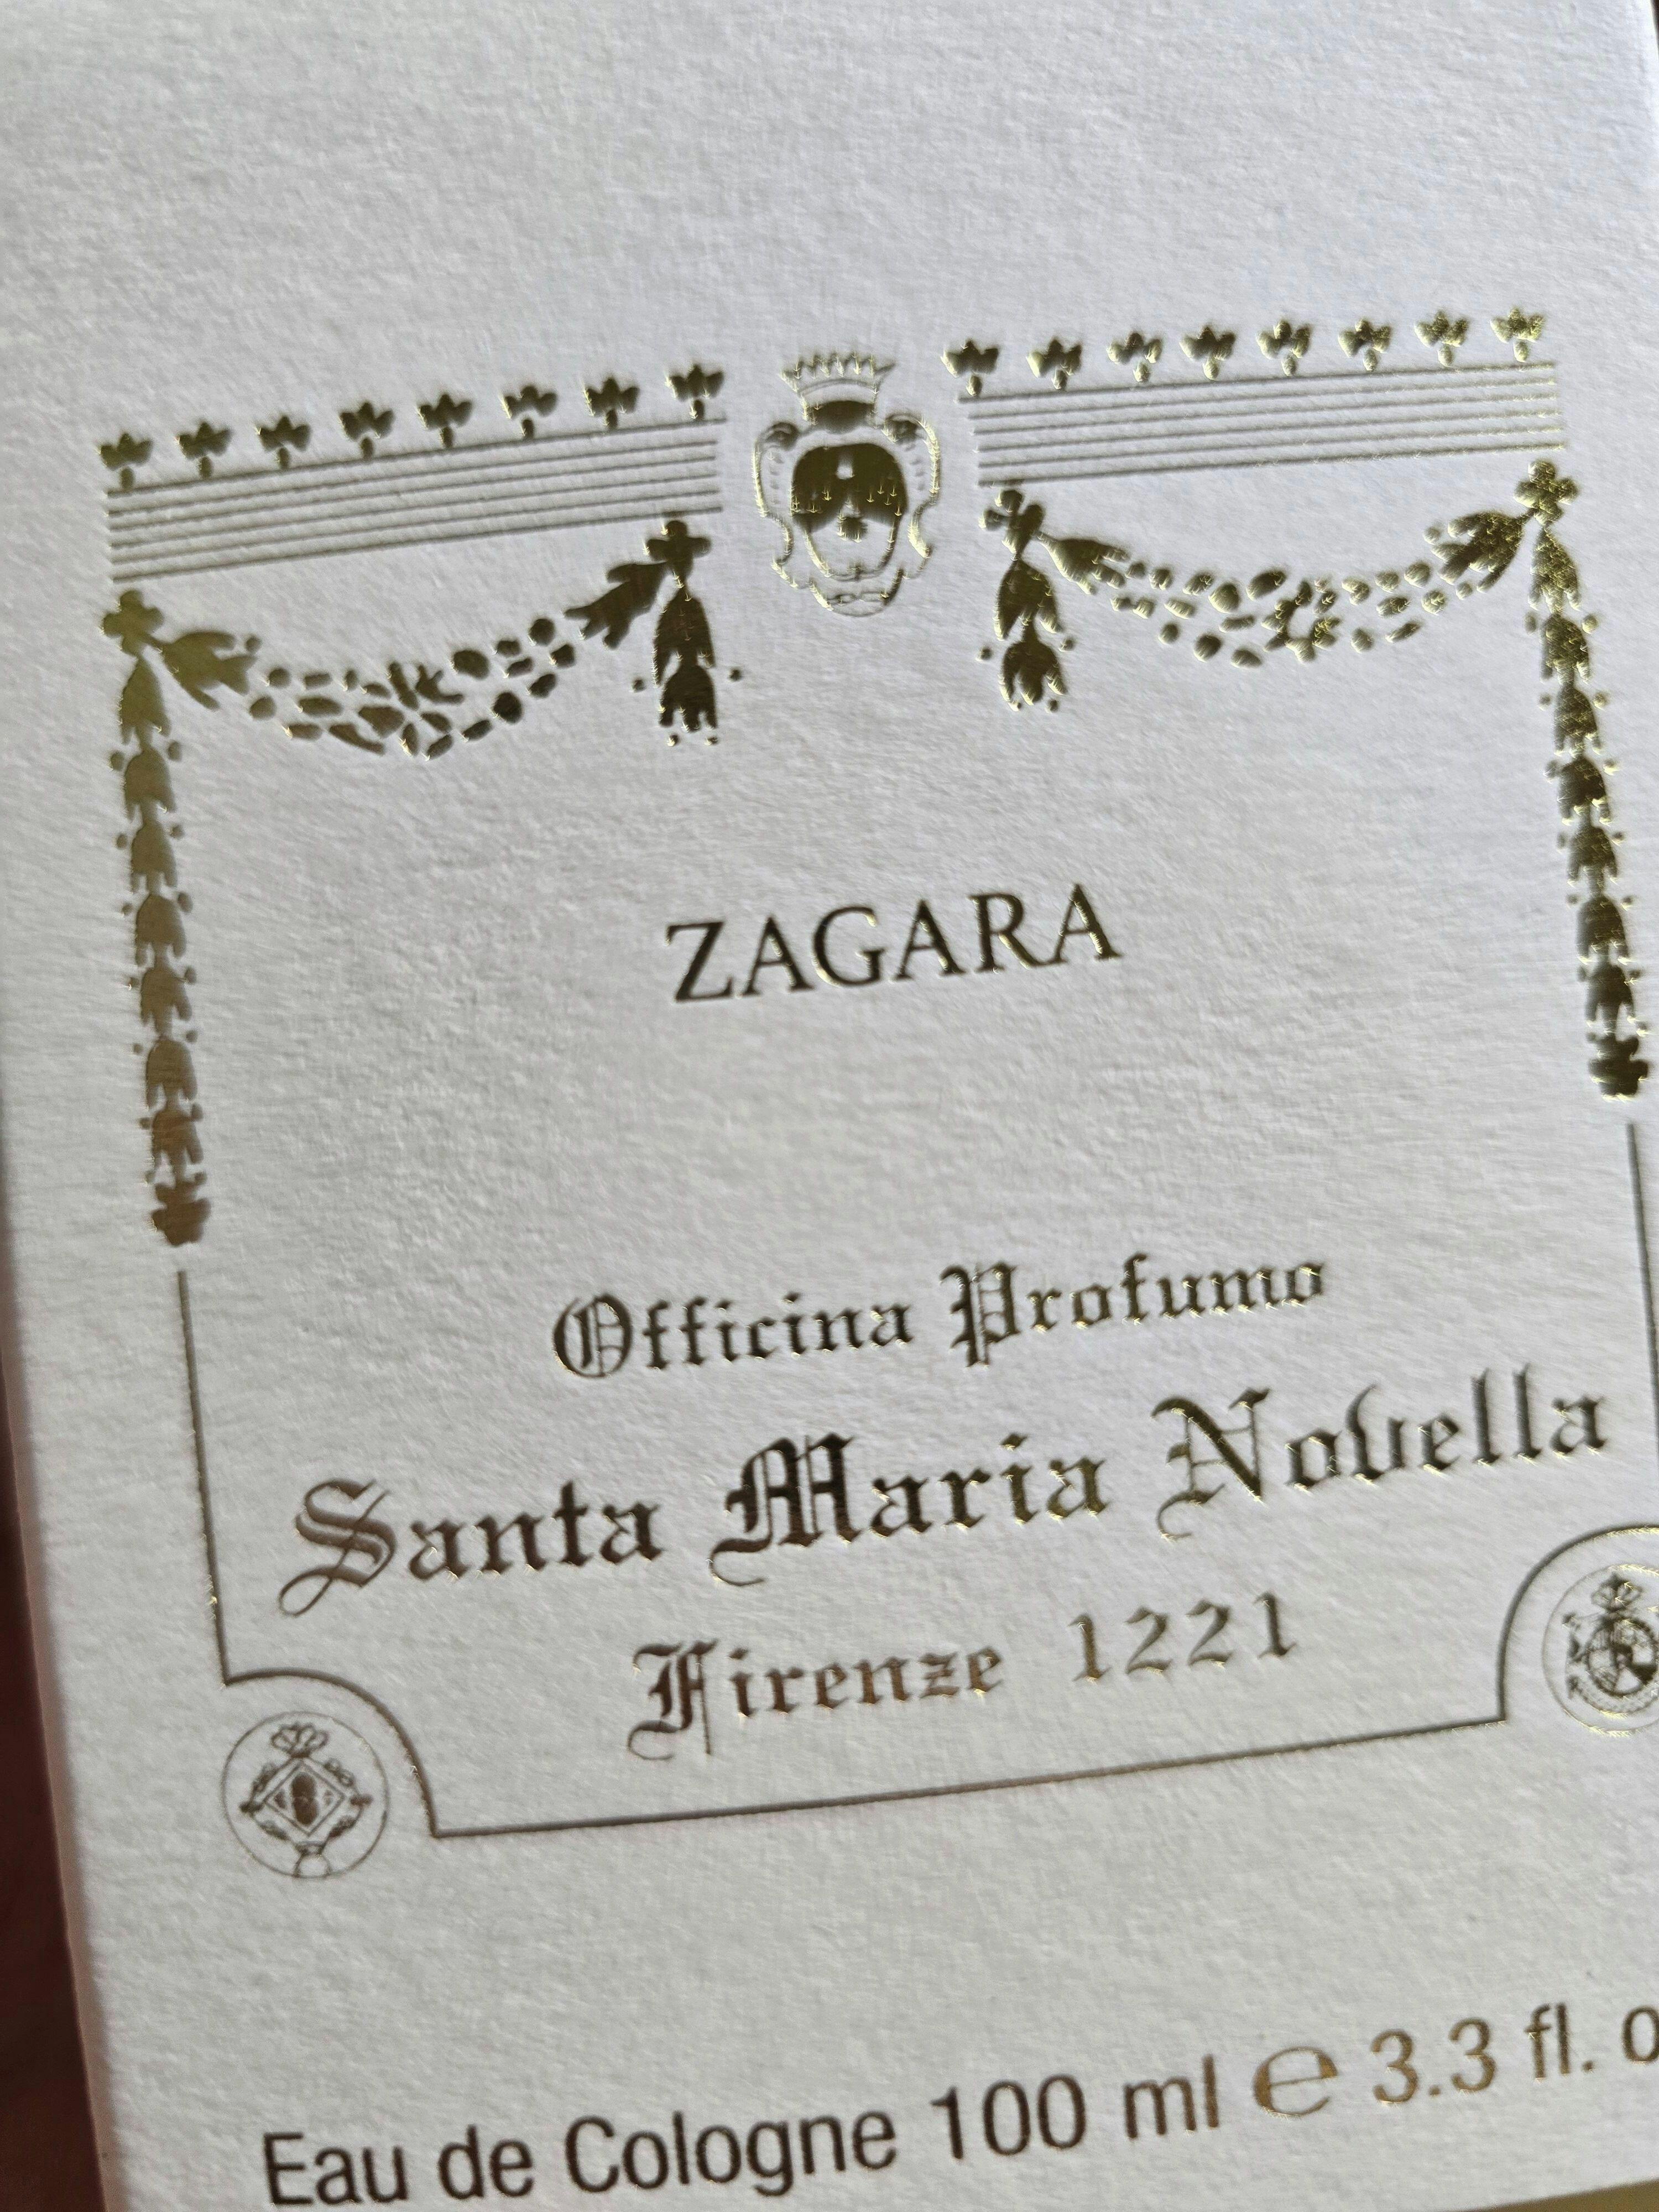 ZAGARA
Officina Profumo
Santa Maria Novella
Firenze 1221
Eau de Cologne 100 ml ℮ 3.3 fl. o